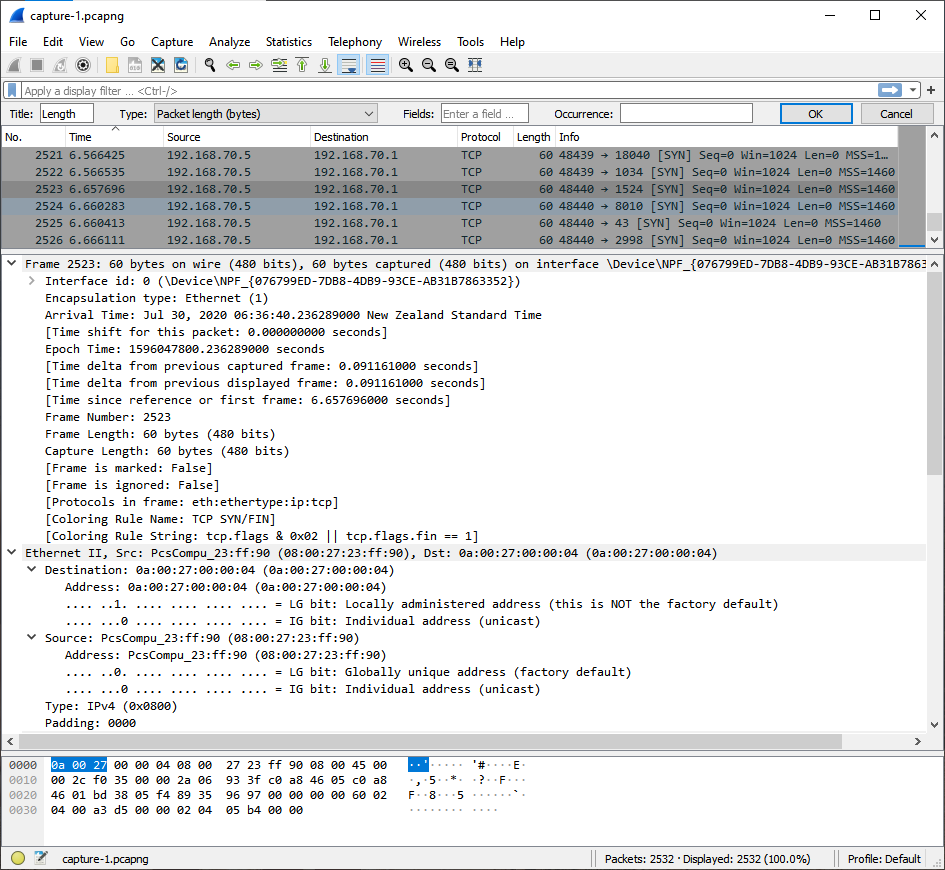 capture-1.pcapng
File Edit View Go Capture Analyze Statistics Telephony Wireless Tools Help
Apply a display filter ... <Ctrl-/>
Title: Length Type: Packet length (bytes) Fields: Enter a field ... Occurrence: OK Cancel
No. Time Source Destination Protocol Length Info
2521 6.566425 192.168.70.5 192.168.70.1 TCP 60 48439 → 18040 [SYN] Seq=0 Win=1024 Len=0 MSS=1…
2522 6.566535 192.168.70.5 192.168.70.1 TCP 60 48439 → 1034 [SYN] Seq=0 Win=1024 Len=0 MSS=1460
2523 6.657696 192.168.70.5 192.168.70.1 TCP 60 48440 → 1524 [SYN] Seq=0 Win=1024 Len=0 MSS=1460
2524 6.660283 192.168.70.5 192.168.70.1 TCP 60 48440 → 8010 [SYN] Seq=0 Win=1024 Len=0 MSS=1460
2525 6.660413 192.168.70.5 192.168.70.1 TCP 60 48440 → 43 [SYN] Seq=0 Win=1024 Len=0 MSS=1460
2526 6.666111 192.168.70.5 192.168.70.1 TCP 60 48440 → 2998 [SYN] Seq=0 Win=1024 Len=0 MSS=1460
Frame 2523: 60 bytes on wire (480 bits), 60 bytes captured (480 bits) on interface \Device\NPF_{076799ED-7DB8-4DB9-93CE-AB31B7863
Interface id: 0 (\Device\NPF_{076799ED-7DB8-4DB9-93CE-AB31B7863352})
Encapsulation type: Ethernet (1)
Arrival Time: Jul 30, 2020 06:36:40.236289000 New Zealand Standard Time
[Time shift for this packet: 0.000000000 seconds]
Epoch Time: 1596047800.236289000 seconds
[Time delta from previous captured frame: 0.091161000 seconds]
[Time delta from previous displayed frame: 0.091161000 seconds]
[Time since reference or first frame: 6.657696000 seconds]
Frame Number: 2523
Frame Length: 60 bytes (480 bits)
Capture Length: 60 bytes (480 bits)
[Frame is marked: False]
[Frame is ignored: False]
[Protocols in frame: eth:ethertype:ip:tcp]
[Coloring Rule Name: TCP SYN/FIN]
[Coloring Rule String: tcp.flags & 0x02 || tcp.flags.fin == 1]
Ethernet II, Src: PcsCompu_23:ff:90 (08:00:27:23:ff:90), Dst: 0a:00:27:00:00:04 (0a:00:27:00:00:04)
Destination: 0a:00:27:00:00:04 (0a:00:27:00:00:04)
Address: 0a:00:27:00:00:04 (0a:00:27:00:00:04)
.... ..1. .... .... .... .... = LG bit: Locally administered address (this is NOT the factory default)
.... ...0 .... .... .... .... = IG bit: Individual address (unicast)
Source: PcsCompu_23:ff:90 (08:00:27:23:ff:90)
Address: PcsCompu_23:ff:90 (08:00:27:23:ff:90)
.... ..0. .... .... .... .... = LG bit: Globally unique address (factory default)
.... ...0 .... .... .... .... = IG bit: Individual address (unicast)
Type: IPv4 (0x0800)
Padding: 0000
0000 0a 00 27 00 00 04 08 00 27 23 ff 90 08 00 45 00 ··'····· '#····E·
0010 00 2c f0 35 00 00 2a 06 93 3f c0 a8 46 05 c0 a8 ·,·5··*· ·?··F···
0020 46 01 bd 38 05 f4 89 35 96 97 00 00 00 00 60 02 F··8···5 ······`·
0030 04 00 a3 d5 00 00 02 04 05 b4 00 00 ········ ····
capture-1.pcapng Packets: 2532 · Displayed: 2532 (100.0%) Profile: Default